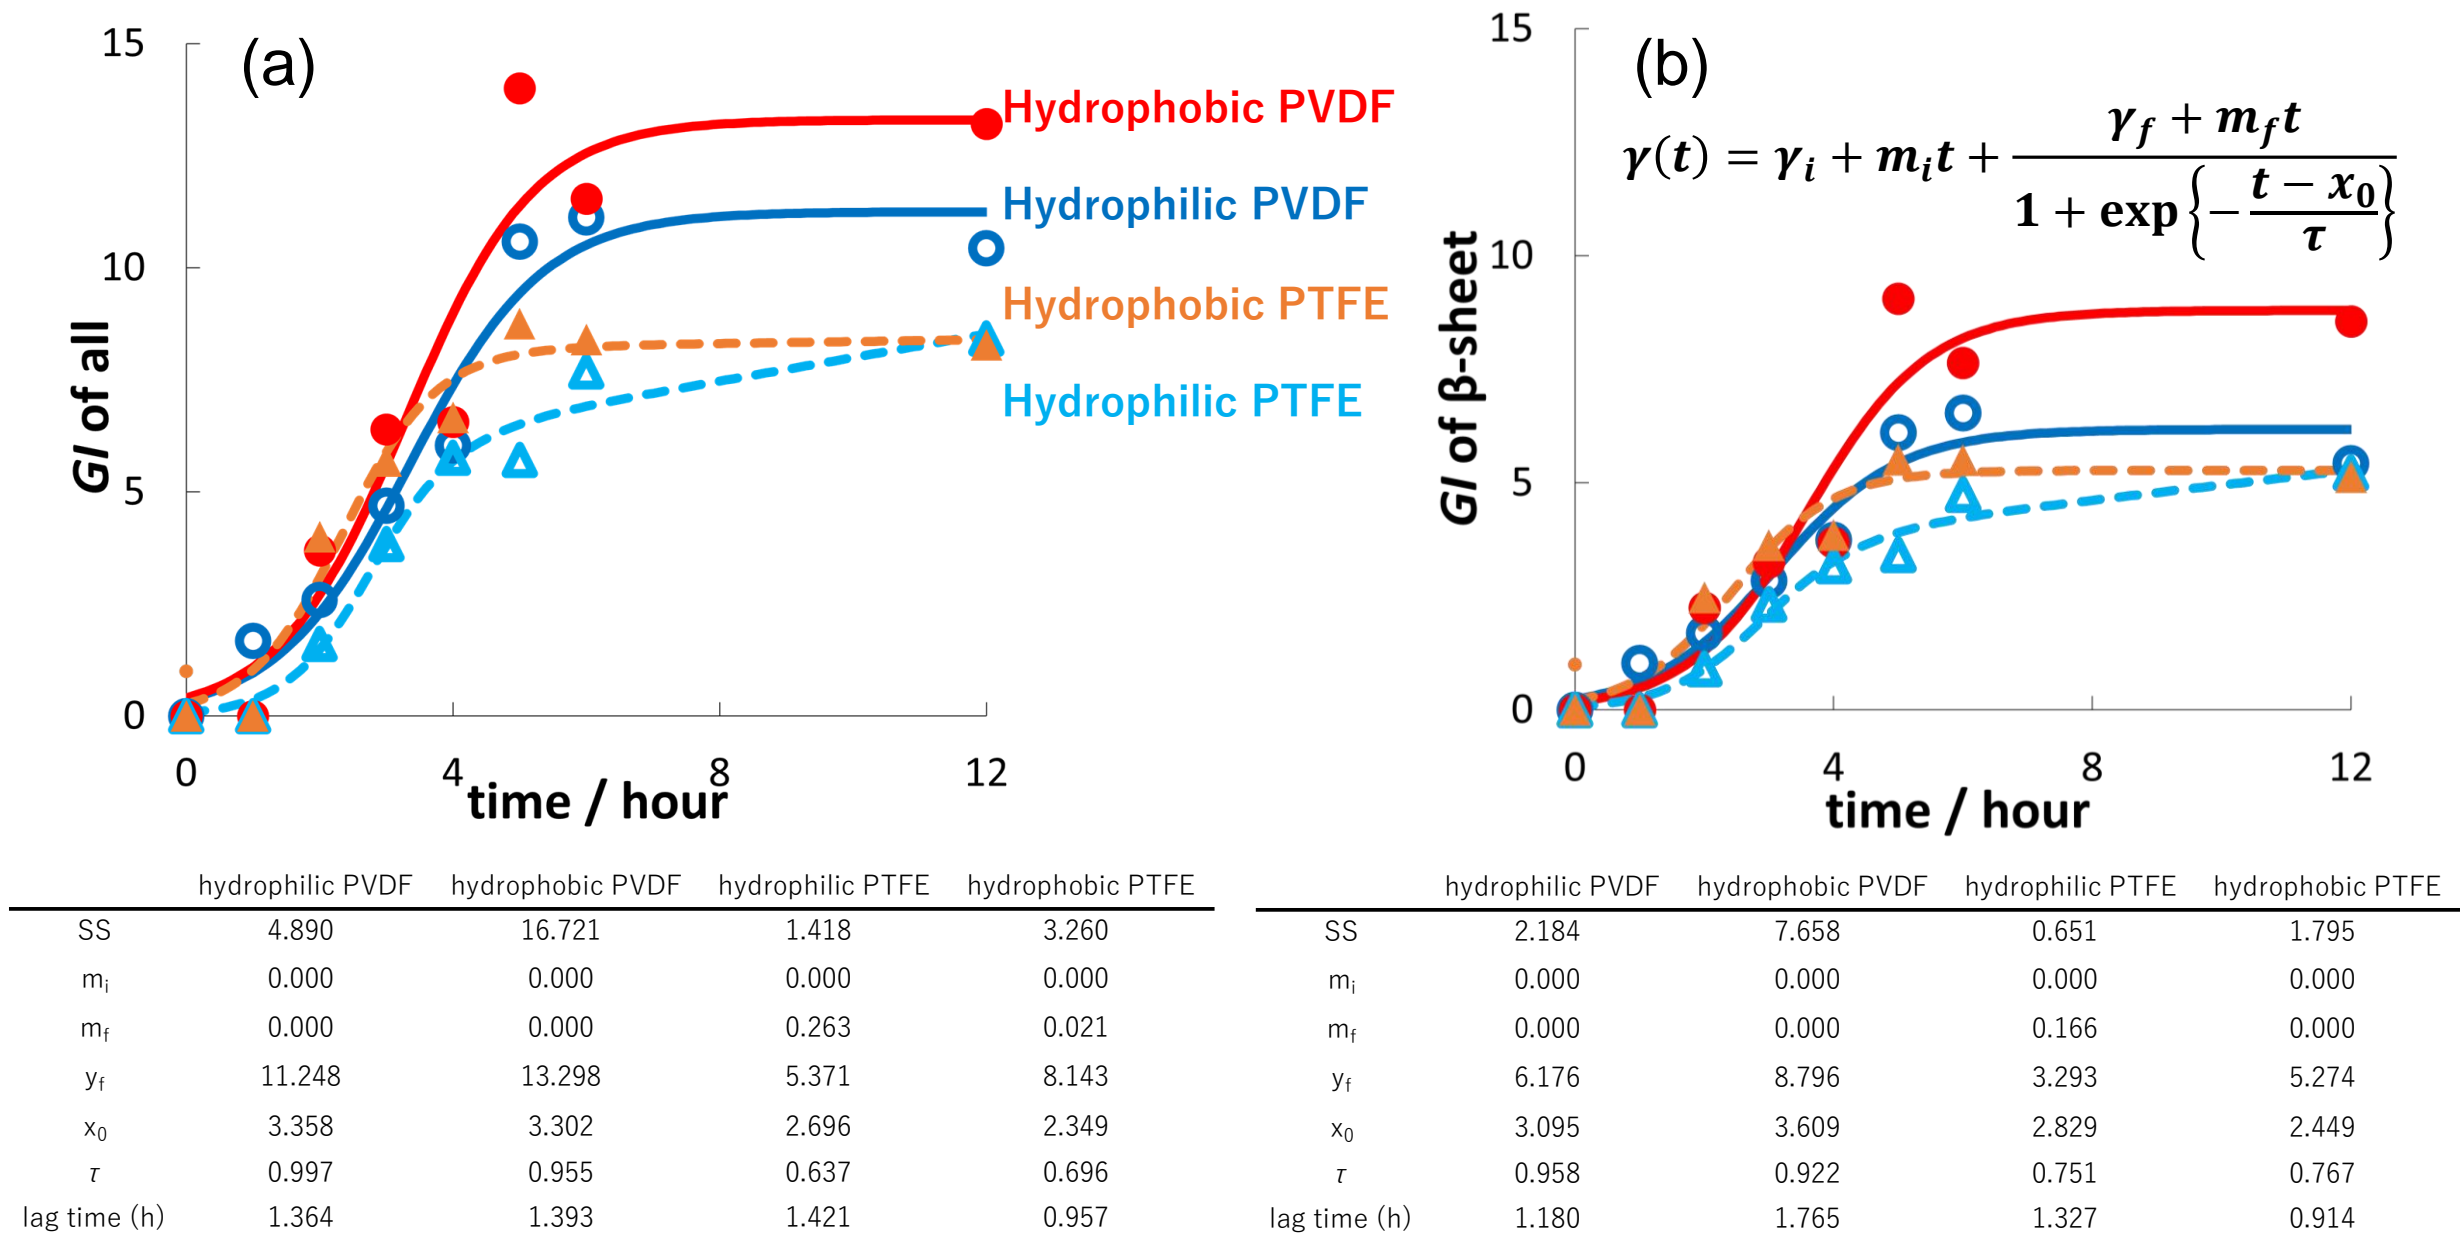 (a)
15
10
5
0
GI of all
0 4 8 12
time / hour
Hydrophobic PVDF
Hydrophilic PVDF
Hydrophobic PTFE
Hydrophilic PTFE
(b)
γ(t) = γi + mit + γf + mft / 1 + exp{− t − x0 / τ}
15
10
5
0
GI of β-sheet
0 4 8 12
time / hour
hydrophilic PVDF hydrophobic PVDF hydrophilic PTFE hydrophobic PTFE
SS 4.890 16.721 1.418 3.260
mi 0.000 0.000 0.000 0.000
mf 0.000 0.000 0.263 0.021
yf 11.248 13.298 5.371 8.143
x0 3.358 3.302 2.696 2.349
τ 0.997 0.955 0.637 0.696
lag time (h) 1.364 1.393 1.421 0.957
hydrophilic PVDF hydrophobic PVDF hydrophilic PTFE hydrophobic PTFE
SS 2.184 7.658 0.651 1.795
mi 0.000 0.000 0.000 0.000
mf 0.000 0.000 0.166 0.000
yf 6.176 8.796 3.293 5.274
x0 3.095 3.609 2.829 2.449
τ 0.958 0.922 0.751 0.767
lag time (h) 1.180 1.765 1.327 0.914